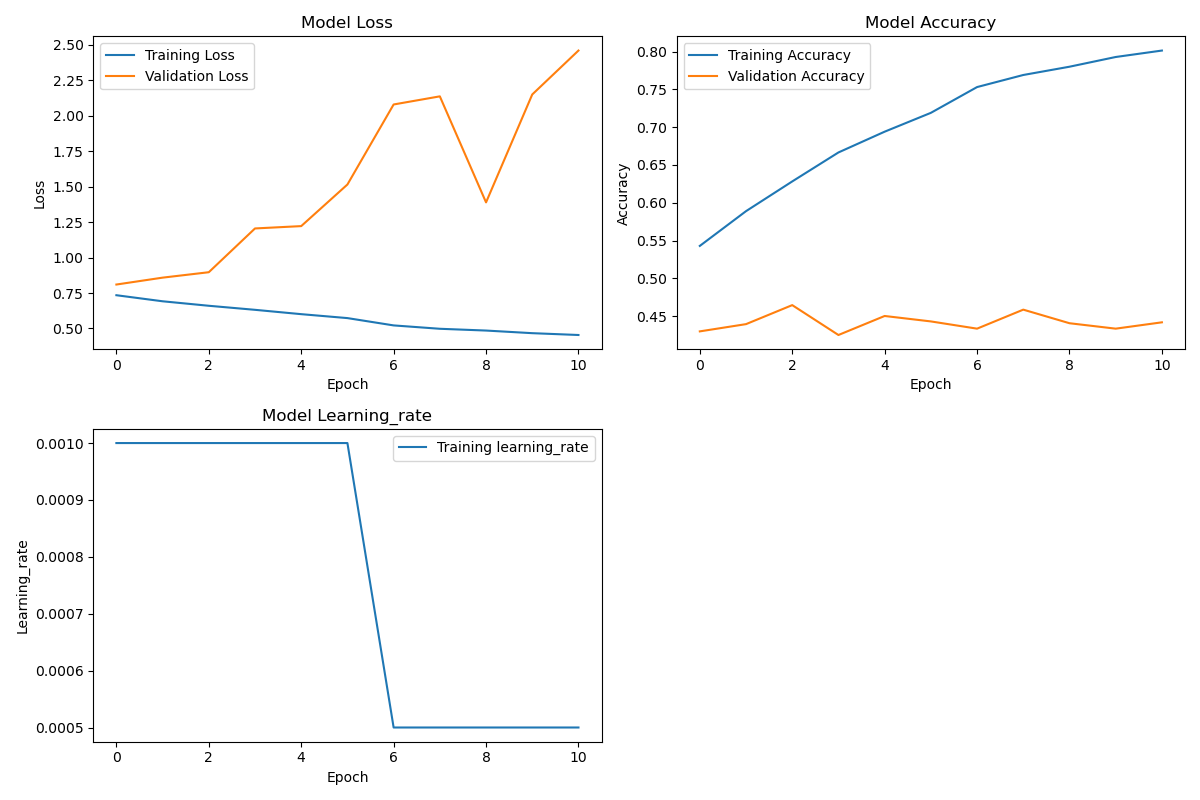 Model Loss
Training Loss
Validation Loss
2.50
2.25
2.00
1.75
1.50
1.25
1.00
0.75
0.50
Loss
0 2 4 6 8 10
Epoch
Model Accuracy
Training Accuracy
Validation Accuracy
0.80
0.75
0.70
0.65
0.60
0.55
0.50
0.45
Accuracy
0 2 4 6 8 10
Epoch
Model Learning_rate
Training learning_rate
0.0010
0.0009
0.0008
0.0007
0.0006
0.0005
Learning_rate
0 2 4 6 8 10
Epoch